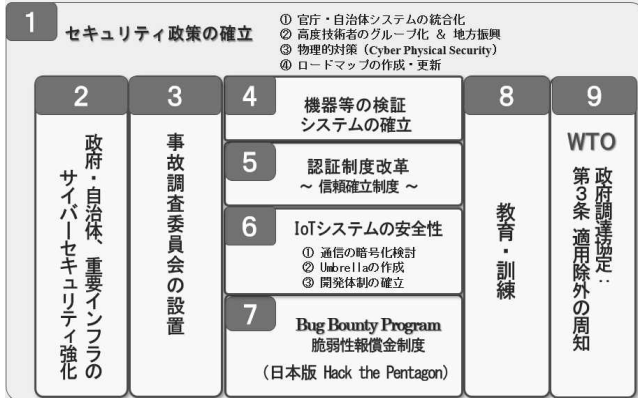 1
セキュリティ政策の確立
① 官庁・自治体システムの統合化
② 高度技術者のグループ化 & 地方振興
③ 物理的対策（Cyber Physical Security）
④ ロードマップの作成・更新
2
政府・自治体、重要インフラの
サイバーセキュリティ強化
3
事故調査委員会の設置
4
機器等の検証
システムの確立
5
認証制度改革
～ 信頼確立制度 ～
6
IoTシステムの安全性
① 通信の暗号化検討
② Umbrellaの作成
③ 開発体制の確立
7
Bug Bounty Program
脆弱性報償金制度
（日本版 Hack the Pentagon）
8
教育・訓練
9
WTO
政府調達協定：
第３条 適用除外の周知